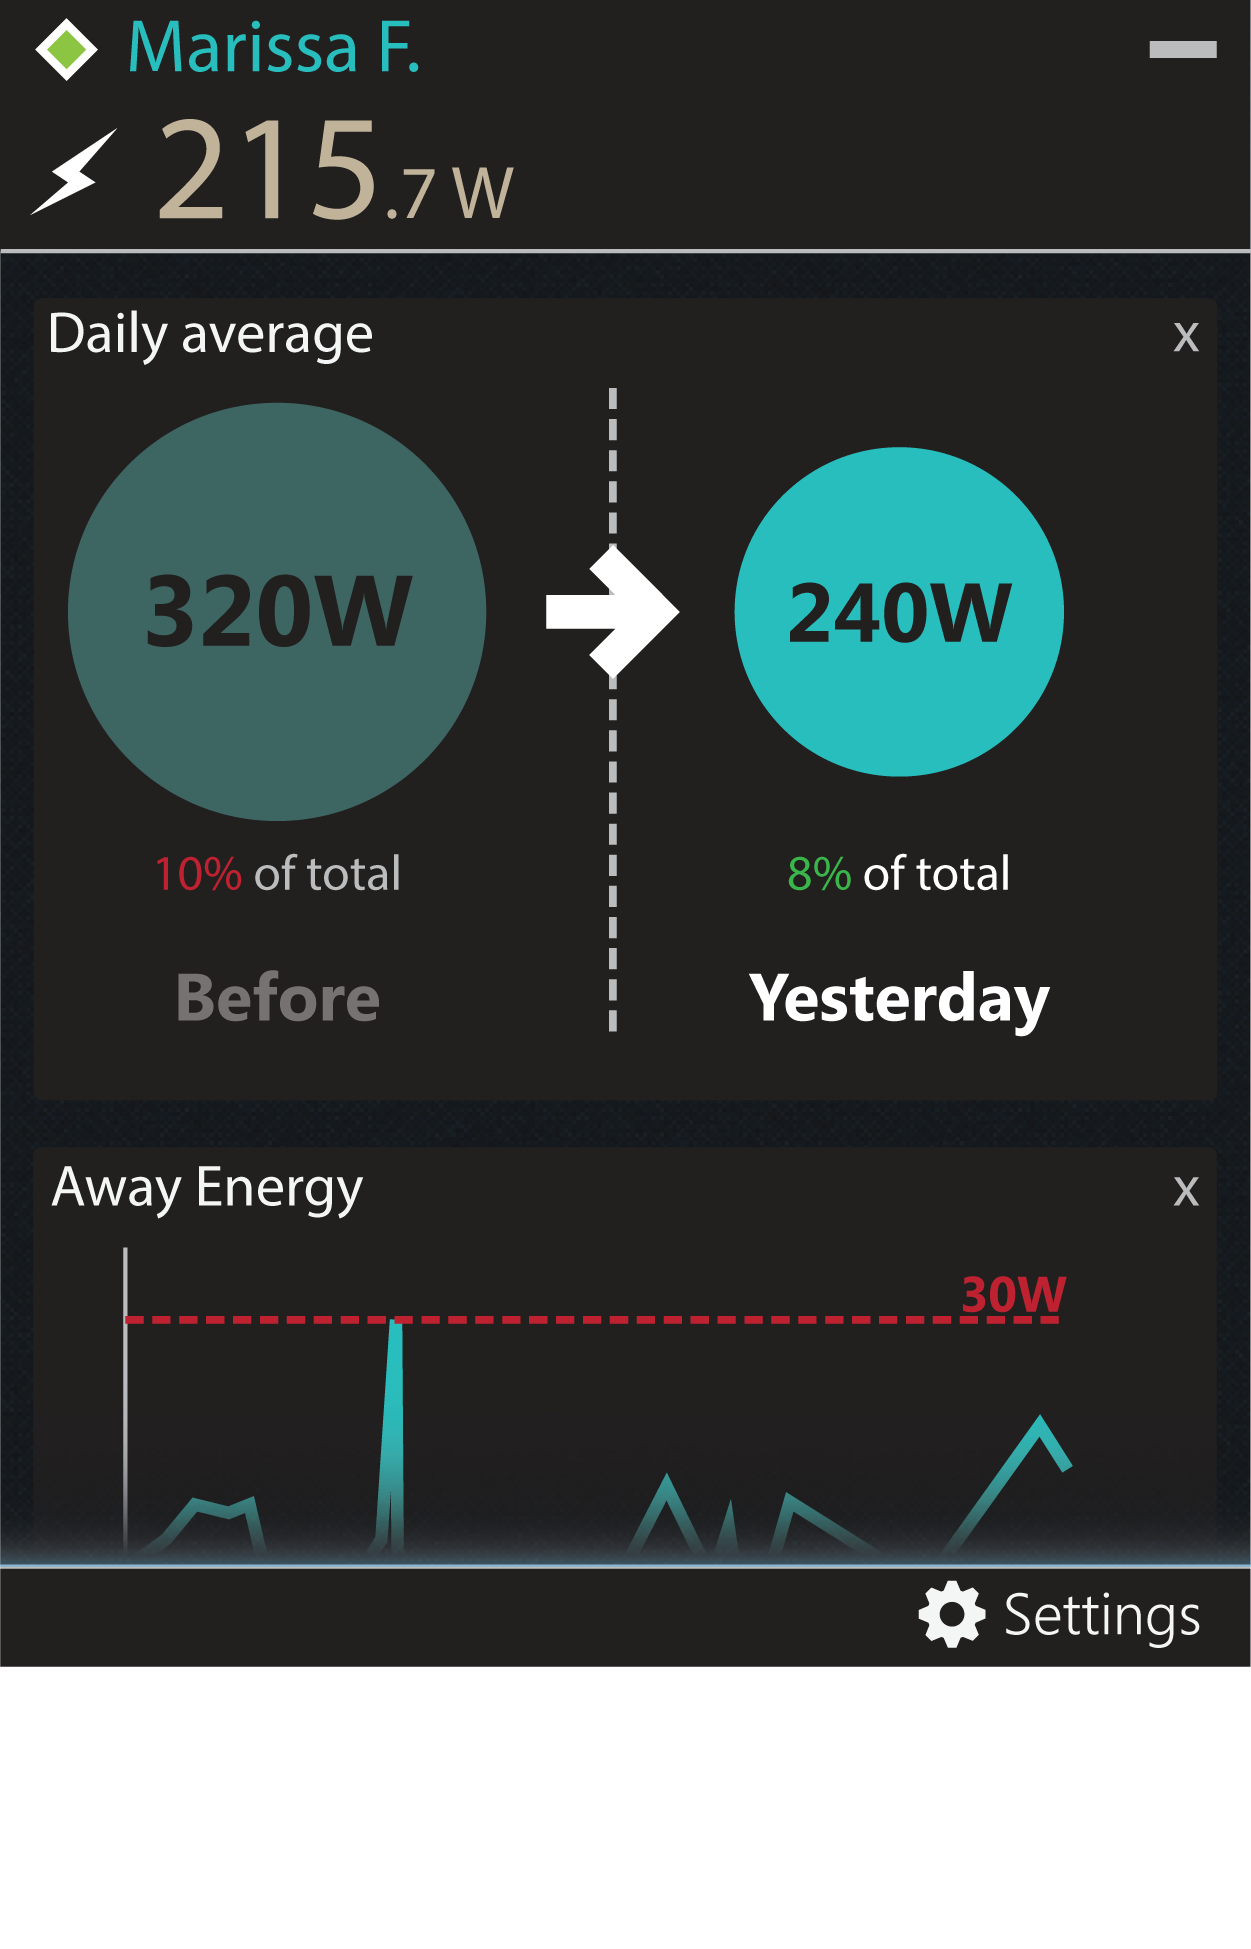 Marissa F.
215.7 W
Daily average
x
320W
240W
10% of total
8% of total
Before
Yesterday
Away Energy
x
30W
Settings